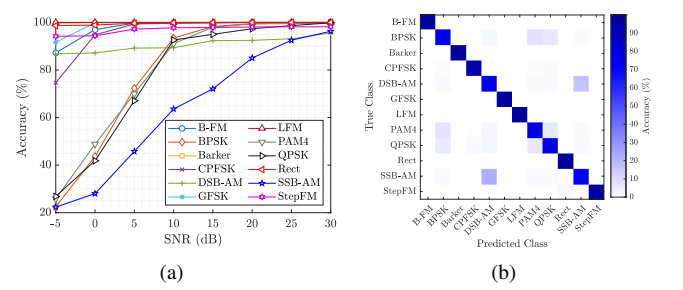 100
80
60
40
20
-5
0
5
10
15
20
25
30
Accuracy (%)
SNR (dB)
B-FM
BPSK
Barker
CPFSK
DSB-AM
GFSK
LFM
PAM4
QPSK
Rect
SSB-AM
StepFM
(a)
True Class
B-FM
BPSK
Barker
CPFSK
DSB-AM
GFSK
LFM
PAM4
QPSK
Rect
SSB-AM
StepFM
B-FM
BPSK
Barker
CPFSK
DSB-AM
GFSK
LFM
PAM4
QPSK
Rect
SSB-AM
StepFM
Predicted Class
90
80
70
60
50
40
30
20
10
0
Accuracy (%)
(b)